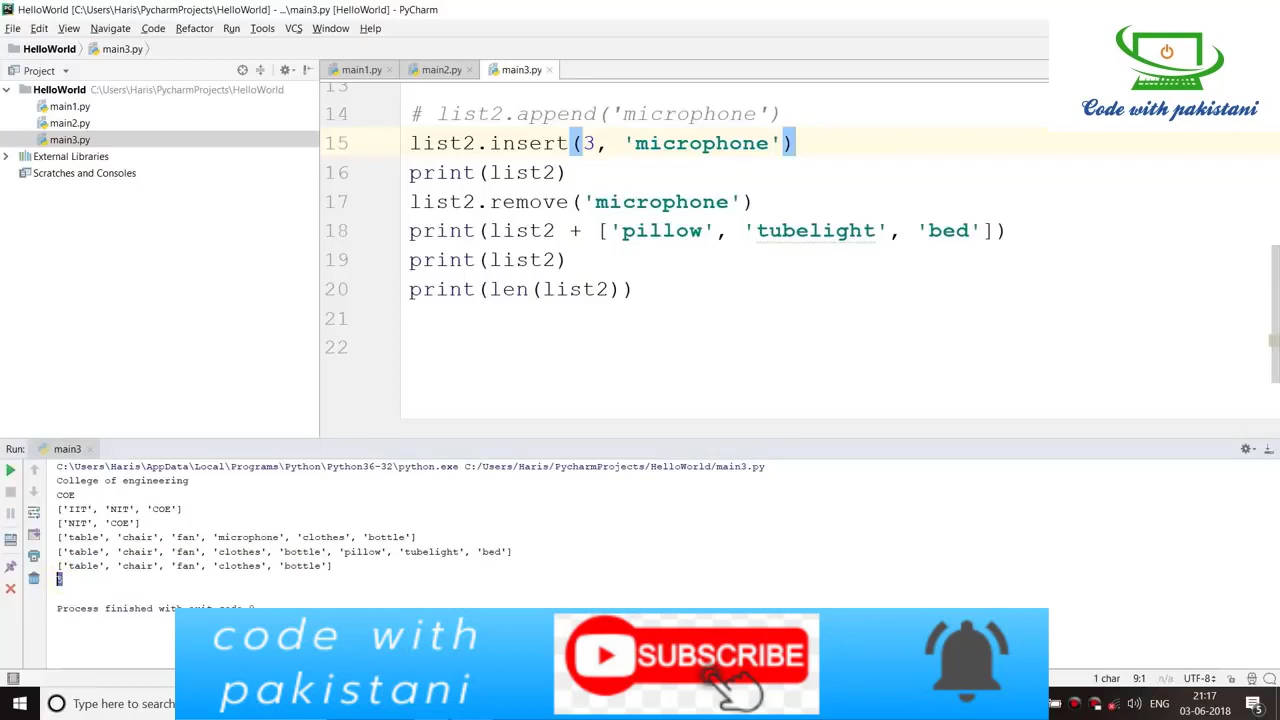 HelloWorld [C:\Users\Haris\PycharmProjects\HelloWorld] - ...\main3.py [HelloWorld] - PyCharm
File Edit View Navigate Code Refactor Run Tools VCS Window Help
HelloWorld main3.py
Project
main1.py main2.py main3.py
HelloWorld C:\Users\Haris\PycharmProjects\HelloWorld
main1.py
main2.py
main3.py
External Libraries
Scratches and Consoles
13
14 # list2.append('microphone')
15 list2.insert(3, 'microphone')
16 print(list2)
17 list2.remove('microphone')
18 print(list2 + ['pillow', 'tubelight', 'bed'])
19 print(list2)
20 print(len(list2))
21
22
Code with pakistani
Run: main3
C:\Users\Haris\AppData\Local\Programs\Python\Python36-32\python.exe C:/Users/Haris/PycharmProjects/HelloWorld/main3.py
College of engineering
COE
['IIT', 'NIT', 'COE']
['NIT', 'COE']
['table', 'chair', 'fan', 'microphone', 'clothes', 'bottle']
['table', 'chair', 'fan', 'clothes', 'bottle', 'pillow', 'tubelight', 'bed']
['table', 'chair', 'fan', 'clothes', 'bottle']
5
Process finished with exit code 0
code with
pakistani
SUBSCRIBE
1 char 9:1 n/a UTF-8
Type here to search
ENG
21:17
03-06-2018
5